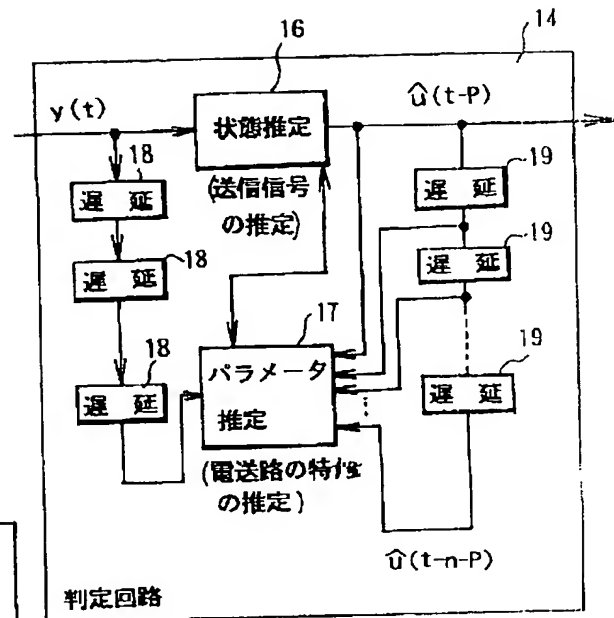 14
16
y(t)
û(t-P)
状態推定
18
遅 延
(送信信号
の推定)
19
遅 延
18
遅 延
19
遅 延
17
18
遅 延
パラメータ
推定
19
遅 延
(電送路の特性
の推定)
û(t-n-P)
判定回路